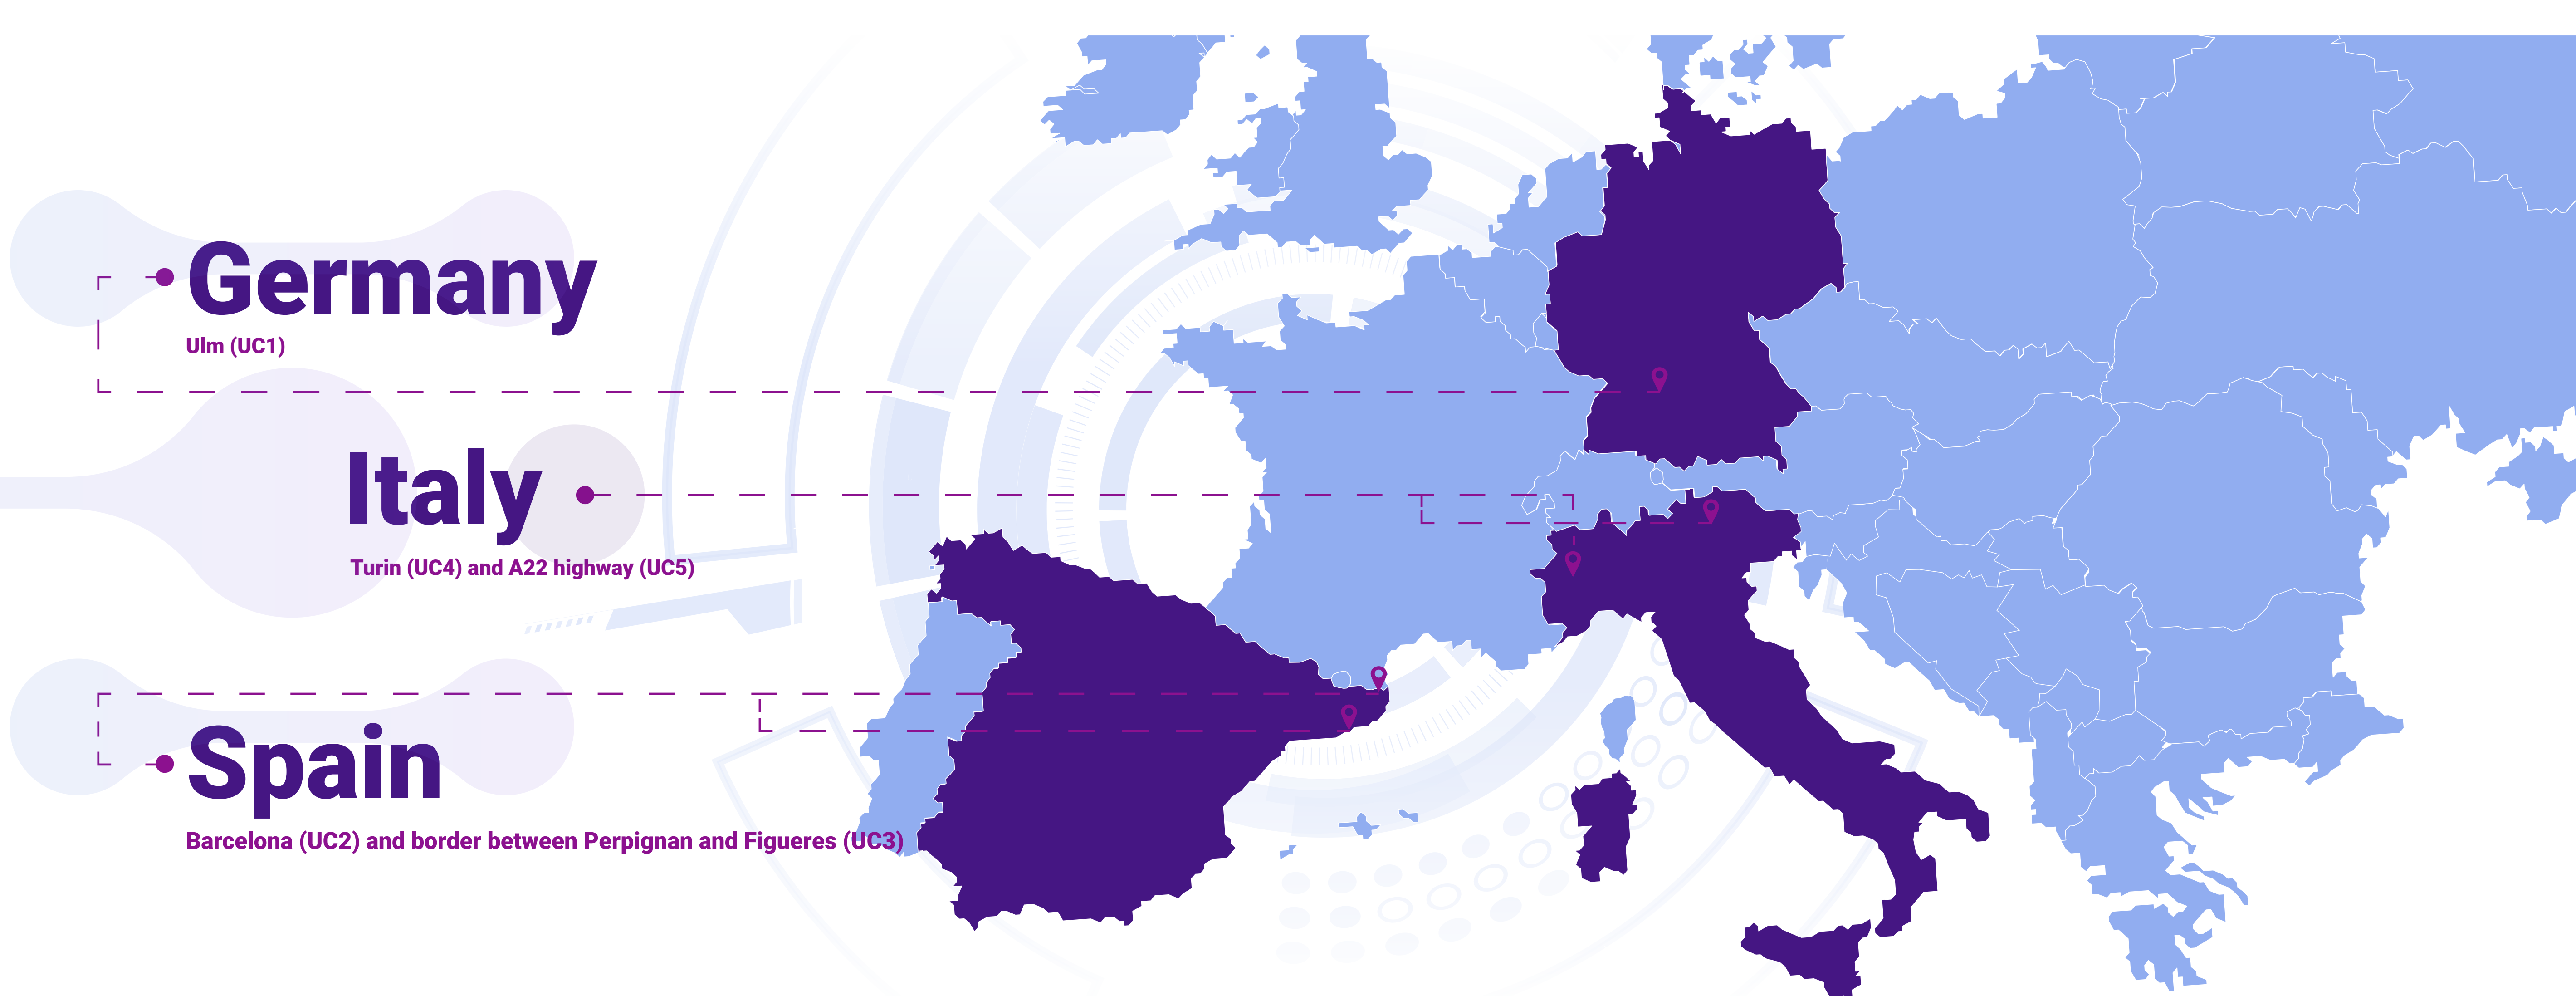 Germany
Ulm (UC1)
Italy
Turin (UC4) and A22 highway (UC5)
Spain
Barcelona (UC2) and border between Perpignan and Figueres (UC3)